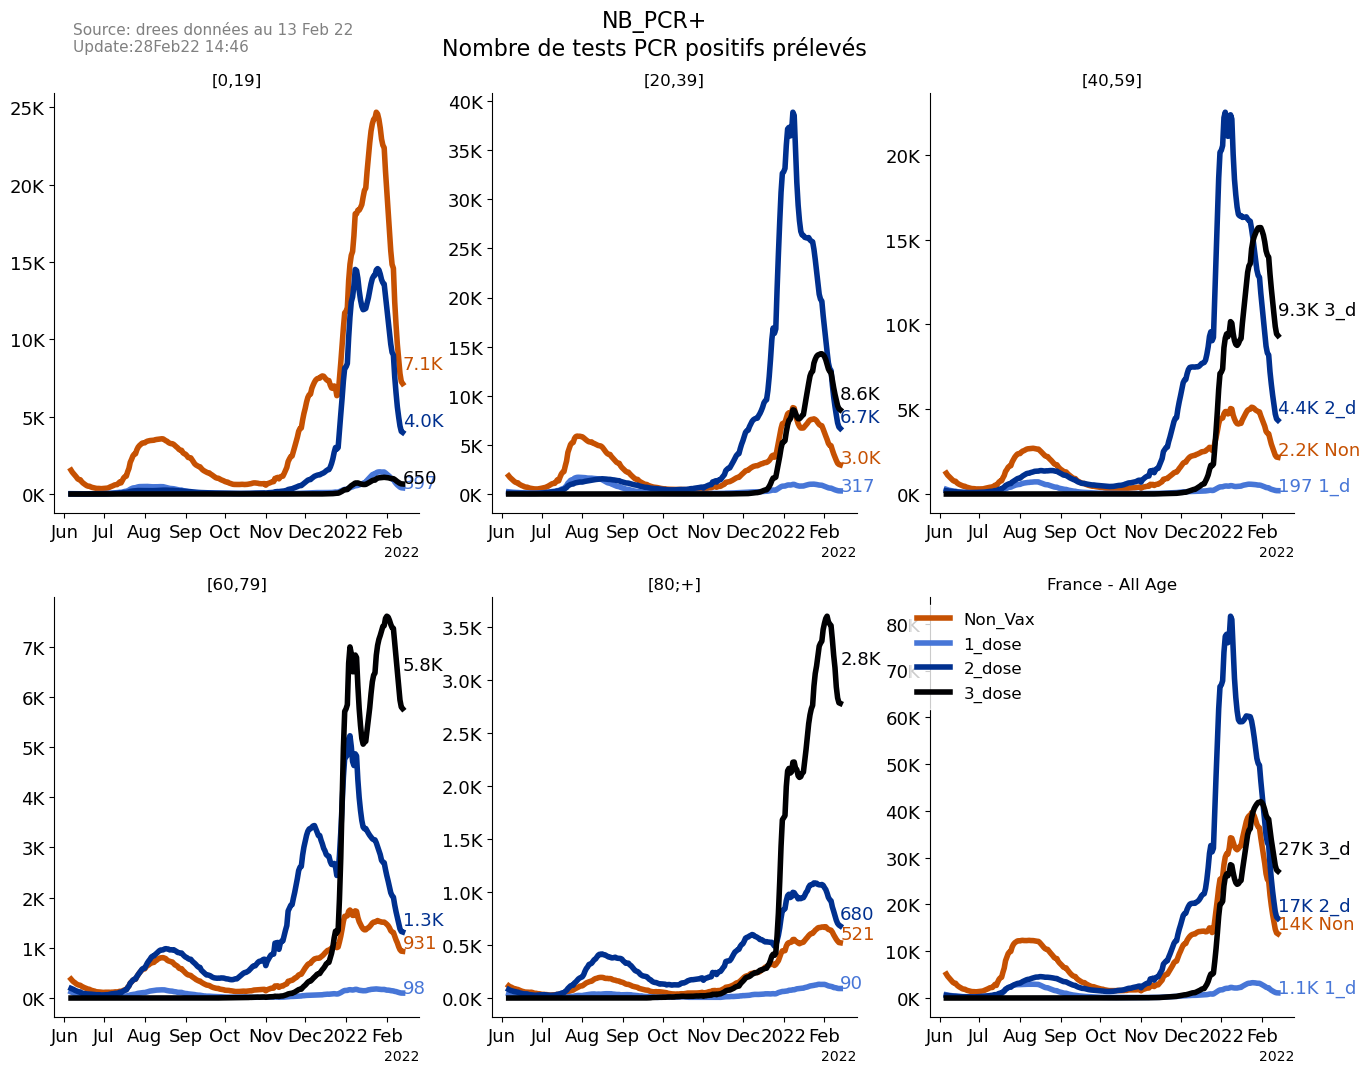 Source: drees données au 13 Feb 22
Update:28Feb22 14:46
NB_PCR+
Nombre de tests PCR positifs prélevés
[0,19]
25K
20K
15K
10K
5K
0K
7.1K
4.0K
650
Jun Jul Aug Sep Oct Nov Dec 2022 Feb
2022
[20,39]
40K
35K
30K
25K
20K
15K
10K
5K
0K
8.6K
6.7K
3.0K
317
Jun Jul Aug Sep Oct Nov Dec 2022 Feb
2022
[40,59]
20K
15K
10K
5K
0K
9.3K 3_d
4.4K 2_d
2.2K Non
197 1_d
Jun Jul Aug Sep Oct Nov Dec 2022 Feb
2022
[60,79]
7K
6K
5K
4K
3K
2K
1K
0K
5.8K
1.3K
931
98
Jun Jul Aug Sep Oct Nov Dec 2022 Feb
2022
[80;+]
3.5K
3.0K
2.5K
2.0K
1.5K
1.0K
0.5K
0.0K
2.8K
680
521
90
Jun Jul Aug Sep Oct Nov Dec 2022 Feb
2022
France - All Age
Non_Vax
1_dose
2_dose
3_dose
80K
70K
60K
50K
40K
30K
20K
10K
0K
27K 3_d
17K 2_d
14K Non
1.1K 1_d
Jun Jul Aug Sep Oct Nov Dec 2022 Feb
2022